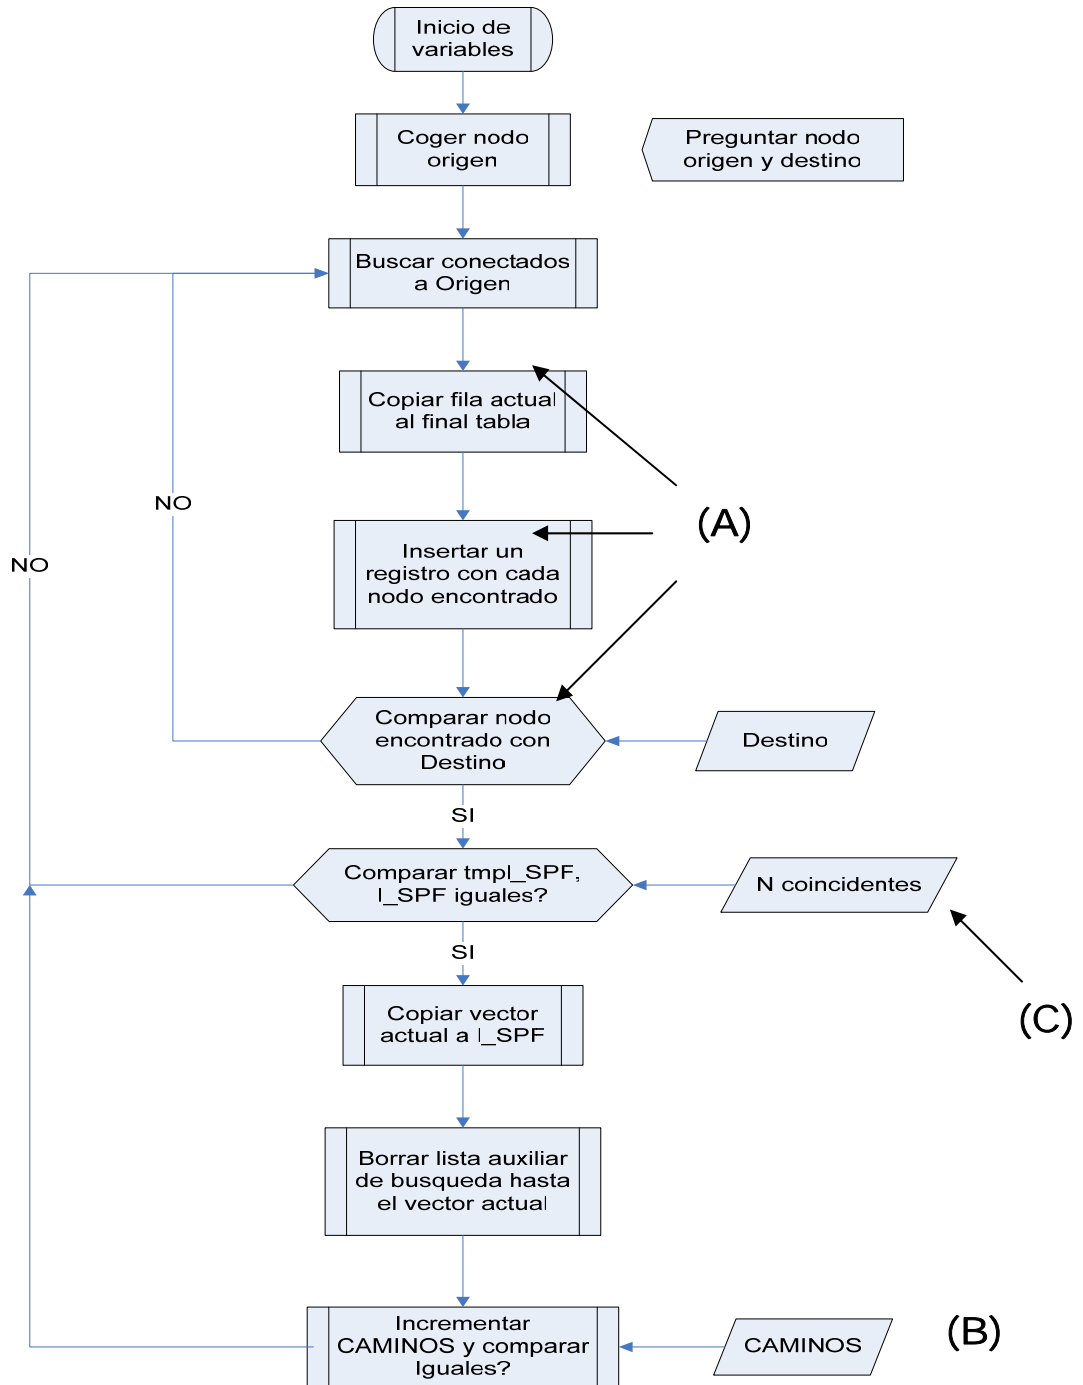 Inicio de
variables
Coger nodo
origen
Preguntar nodo
origen y destino
Buscar conectados
a Origen
Copiar fila actual
al final tabla
NO
(A)
NO
Insertar un
registro con cada
nodo encontrado
Comparar nodo
encontrado con
Destino
Destino
SI
Comparar tmpl_SPF,
l_SPF iguales?
N coincidentes
SI
Copiar vector
actual a l_SPF
(C)
Borrar lista auxiliar
de busqueda hasta
el vector actual
Incrementar
CAMINOS y comparar
Iguales?
CAMINOS
(B)